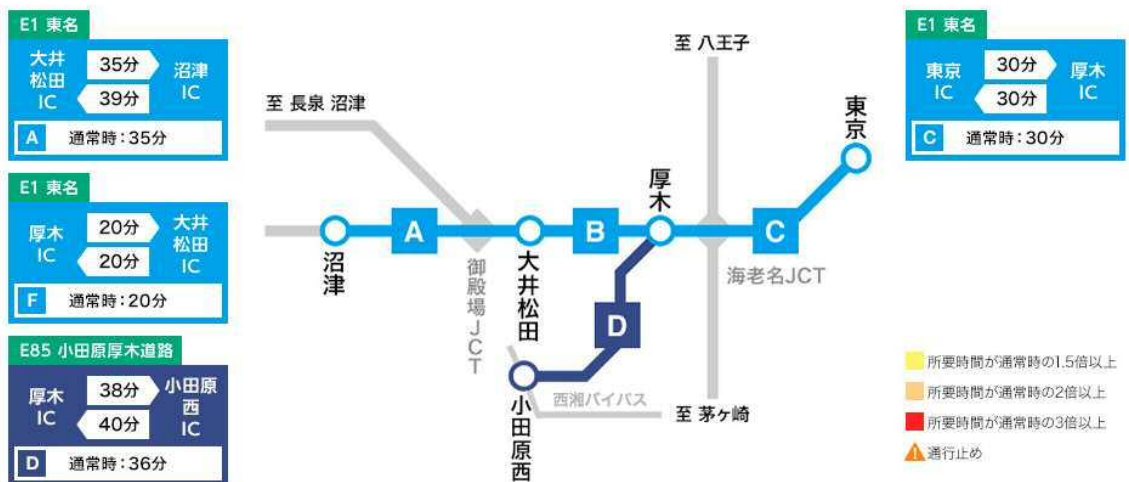 E1 東名
大井
松田
IC
35分
39分
沼津
IC
A 通常時:35分
E1 東名
厚木
IC
20分
20分
大井
松田
IC
F 通常時:20分
E85 小田原厚木道路
厚木
IC
38分
40分
小田原
西
IC
D 通常時:36分
至 長泉 沼津
至 八王子
東京
厚木
A
B
C
沼津
御殿場JCT
大井松田
海老名JCT
D
小田原西
西湘バイパス
至 茅ヶ崎
E1 東名
東京
IC
30分
30分
厚木
IC
C 通常時:30分
所要時間が通常時の1.5倍以上
所要時間が通常時の2倍以上
所要時間が通常時の3倍以上
! 通行止め